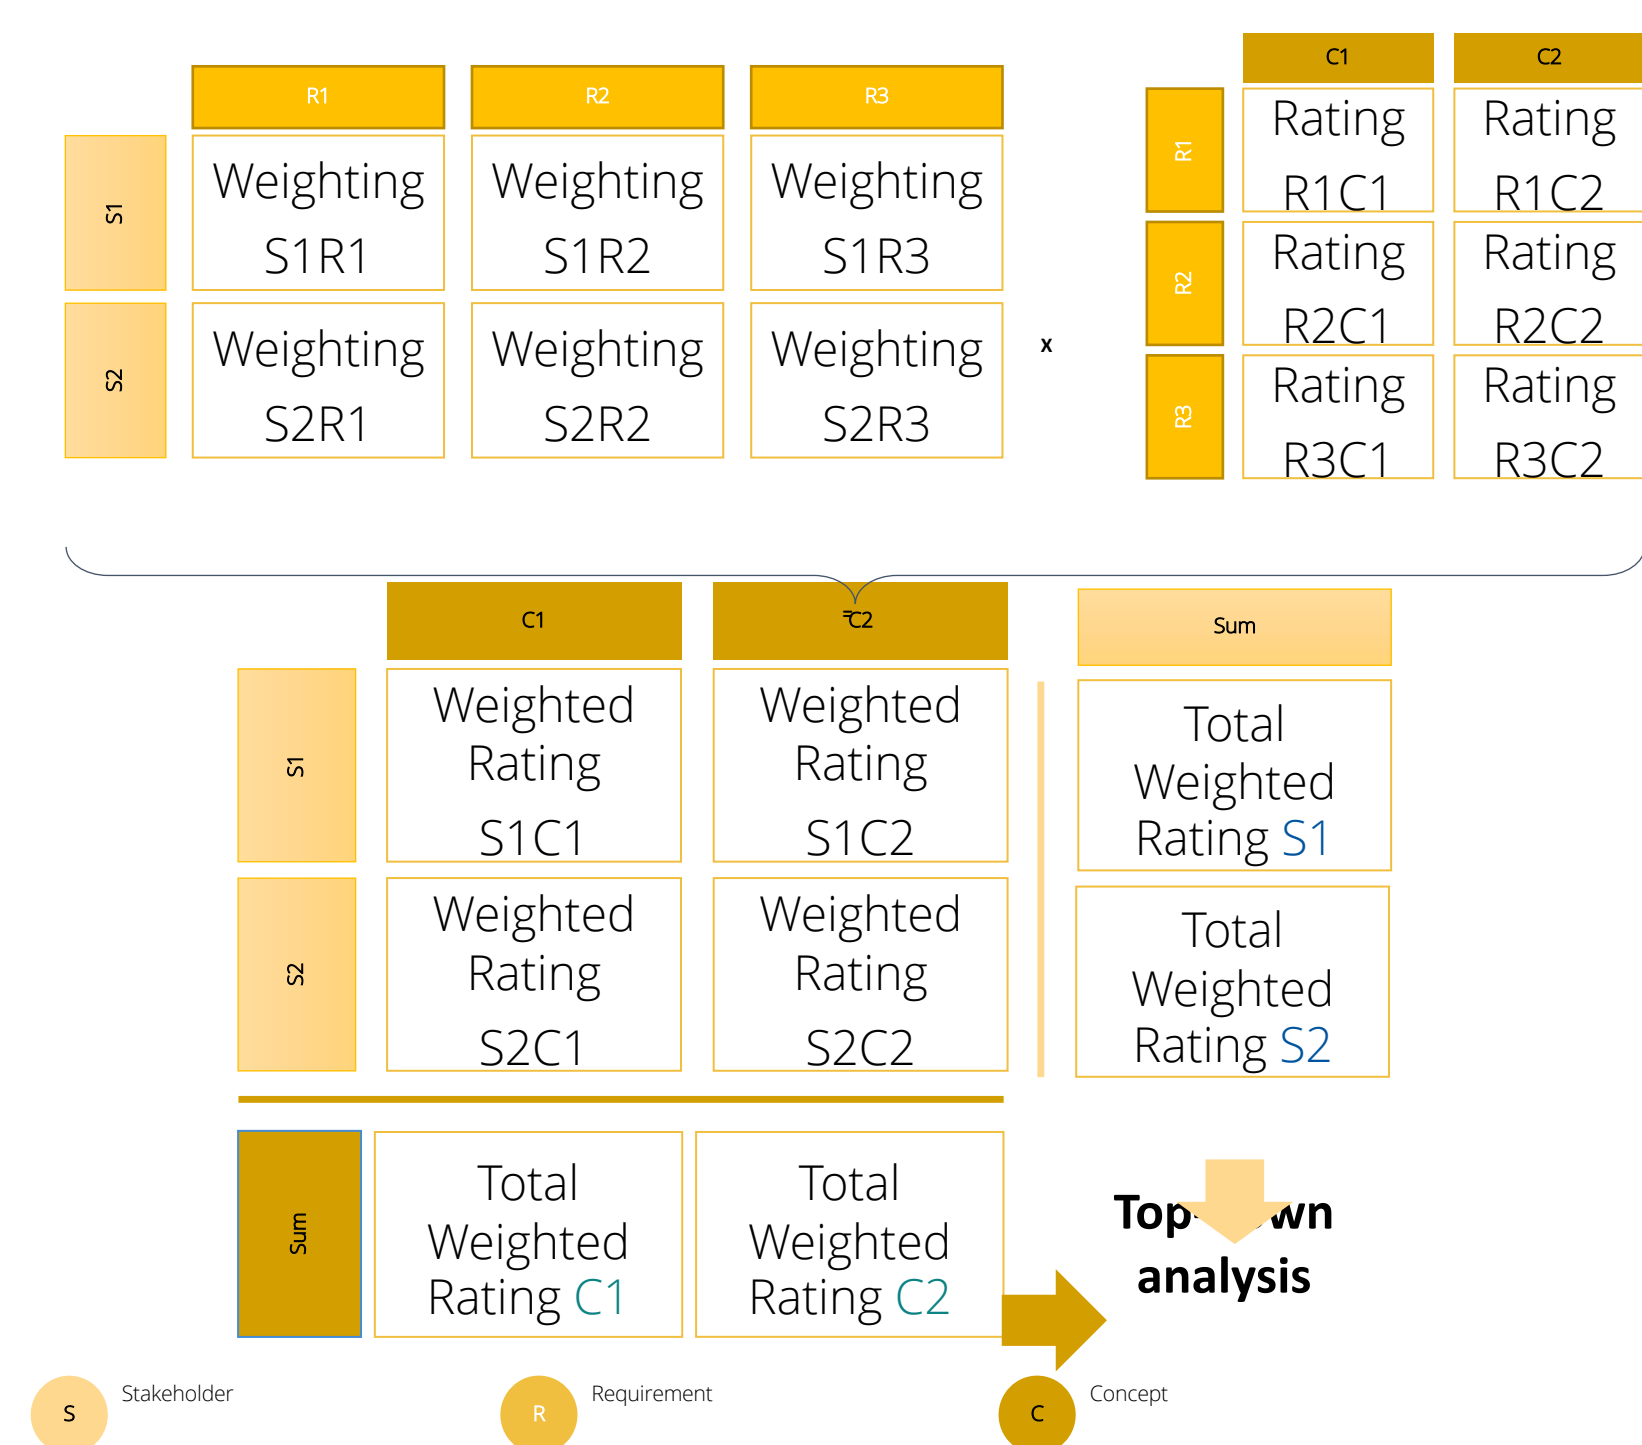 C1 C2
R1 R2 R3
S1
Weighting
S1R1
Weighting
S1R2
Weighting
S1R3
S2
Weighting
S2R1
Weighting
S2R2
Weighting
S2R3
x
R1
Rating
R1C1
Rating
R1C2
R2
Rating
R2C1
Rating
R2C2
R3
Rating
R3C1
Rating
R3C2
=
C1 C2 Sum
S1
Weighted
Rating
S1C1
Weighted
Rating
S1C2
Total
Weighted
Rating S1
S2
Weighted
Rating
S2C1
Weighted
Rating
S2C2
Total
Weighted
Rating S2
Sum
Total
Weighted
Rating C1
Total
Weighted
Rating C2
analysis
S Stakeholder
R Requirement
C Concept